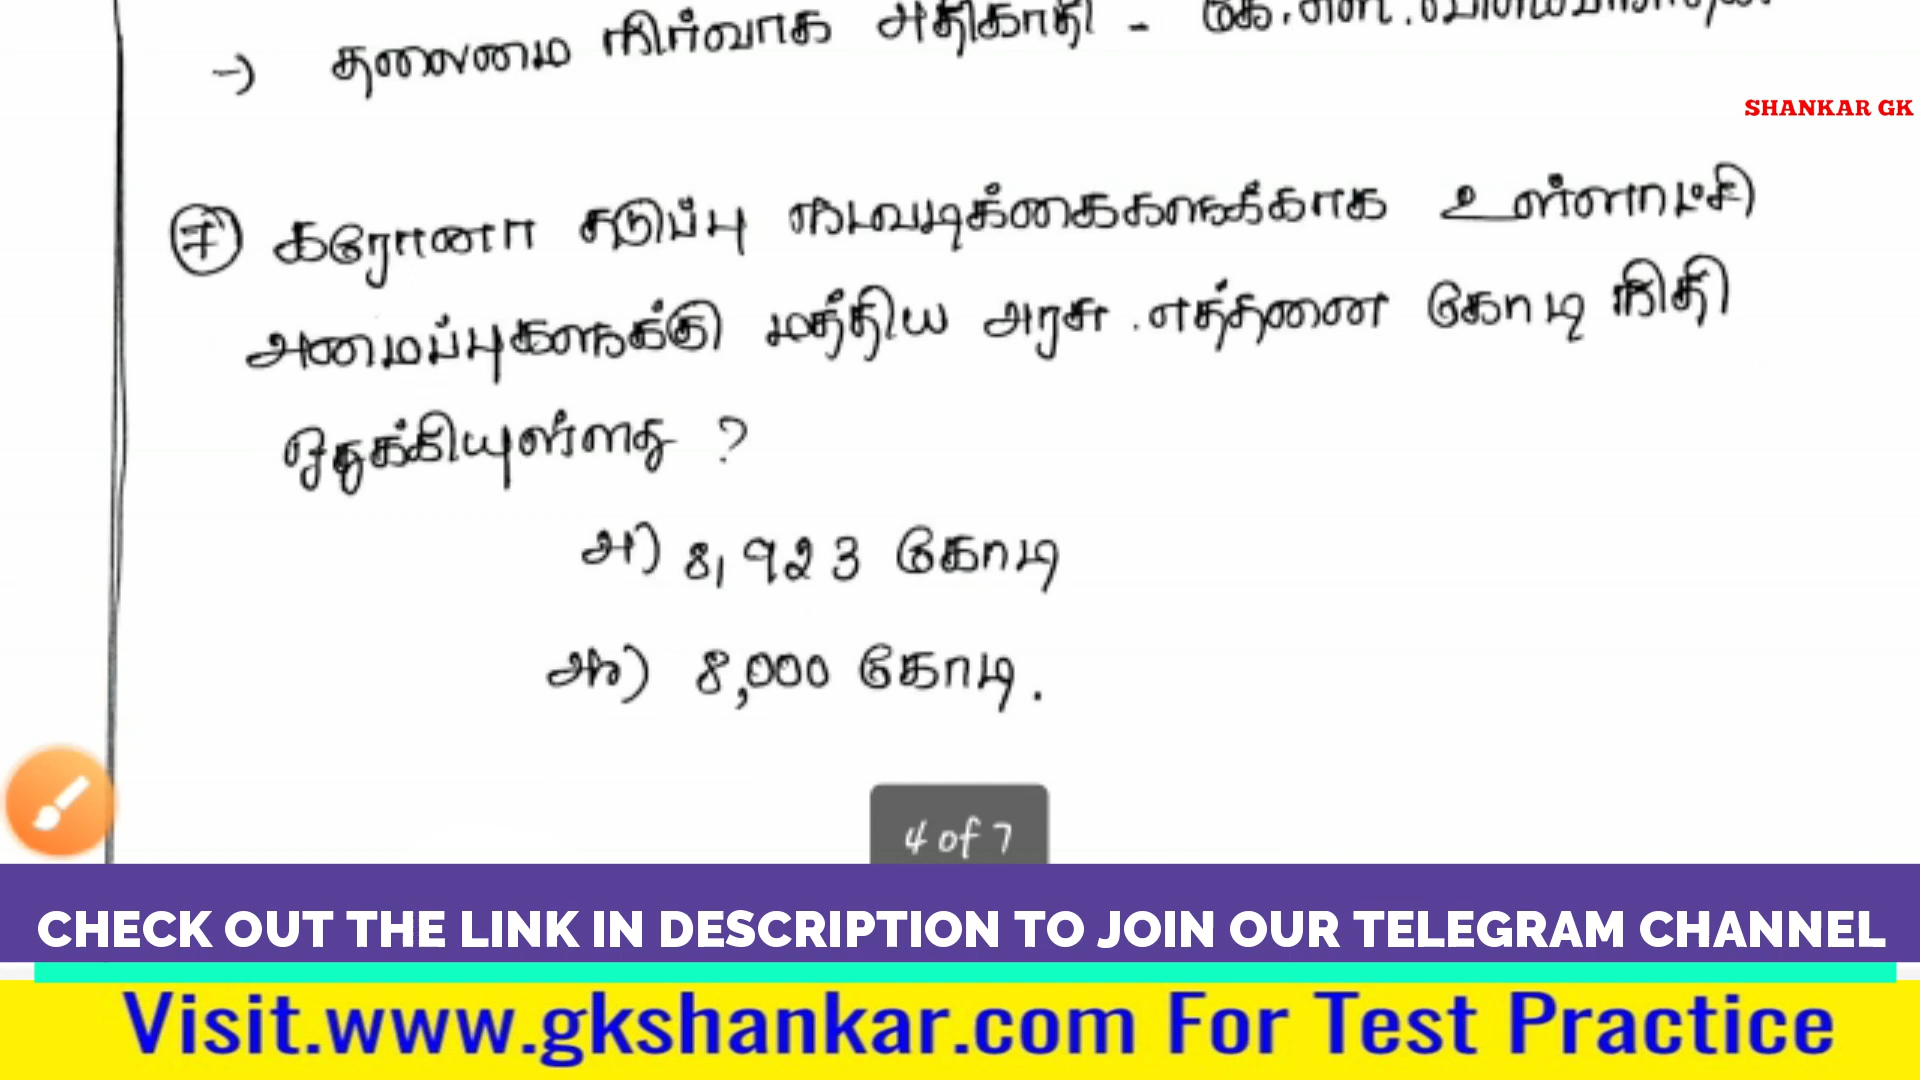 → தலைமை நிர்வாக அதிகாரி -
SHANKAR GK
7) கரோனா தடுப்பு நடவடிக்கைகளுக்காக உள்ளாட்சி
அமைப்புகளுக்கு மத்திய அரசு எத்தனை கோடி நிதி
ஒதுக்கியுள்ளது ?
அ) 8,923 கோடி
ஆ) 8,000 கோடி.
4 of 7
CHECK OUT THE LINK IN DESCRIPTION TO JOIN OUR TELEGRAM CHANNEL
Visit.www.gkshankar.com For Test Practice